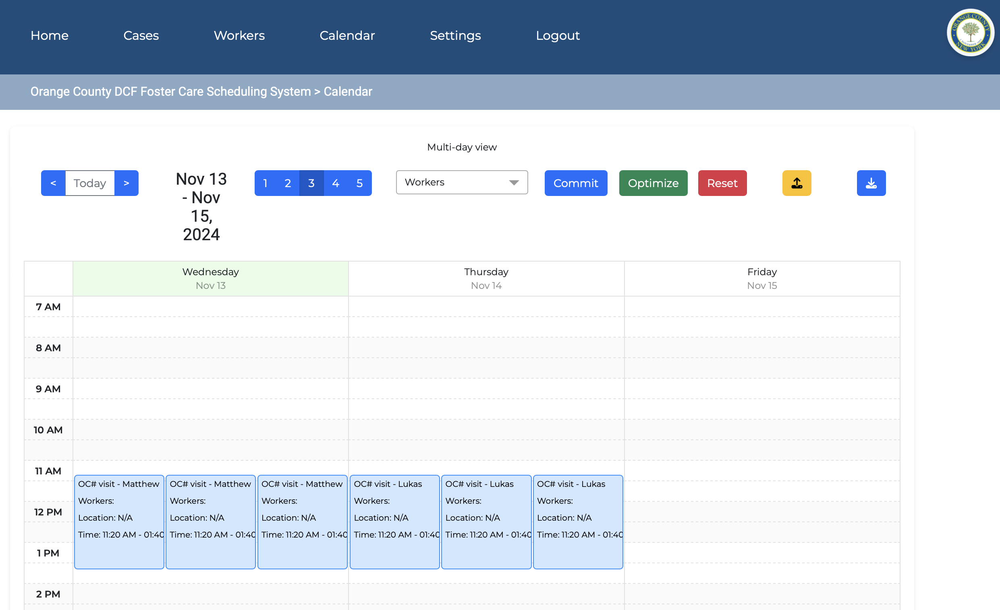 Home Cases Workers Calendar Settings Logout
ORANGE COUNTY
NEW YORK
Orange County DCF Foster Care Scheduling System > Calendar
Multi-day view
< Today >
Nov 13
- Nov
15,
2024
1 2 3 4 5
Workers
Commit
Optimize
Reset
Wednesday
Nov 13
Thursday
Nov 14
Friday
Nov 15
7 AM
8 AM
9 AM
10 AM
11 AM
12 PM
1 PM
2 PM
OC# visit - Matthew
Workers:
Location: N/A
Time: 11:20 AM - 01:40
OC# visit - Matthew
Workers:
Location: N/A
Time: 11:20 AM - 01:40
OC# visit - Matthew
Workers:
Location: N/A
Time: 11:20 AM - 01:40
OC# visit - Lukas
Workers:
Location: N/A
Time: 11:20 AM - 01:40
OC# visit - Lukas
Workers:
Location: N/A
Time: 11:20 AM - 01:40
OC# visit - Lukas
Workers:
Location: N/A
Time: 11:20 AM - 01:40